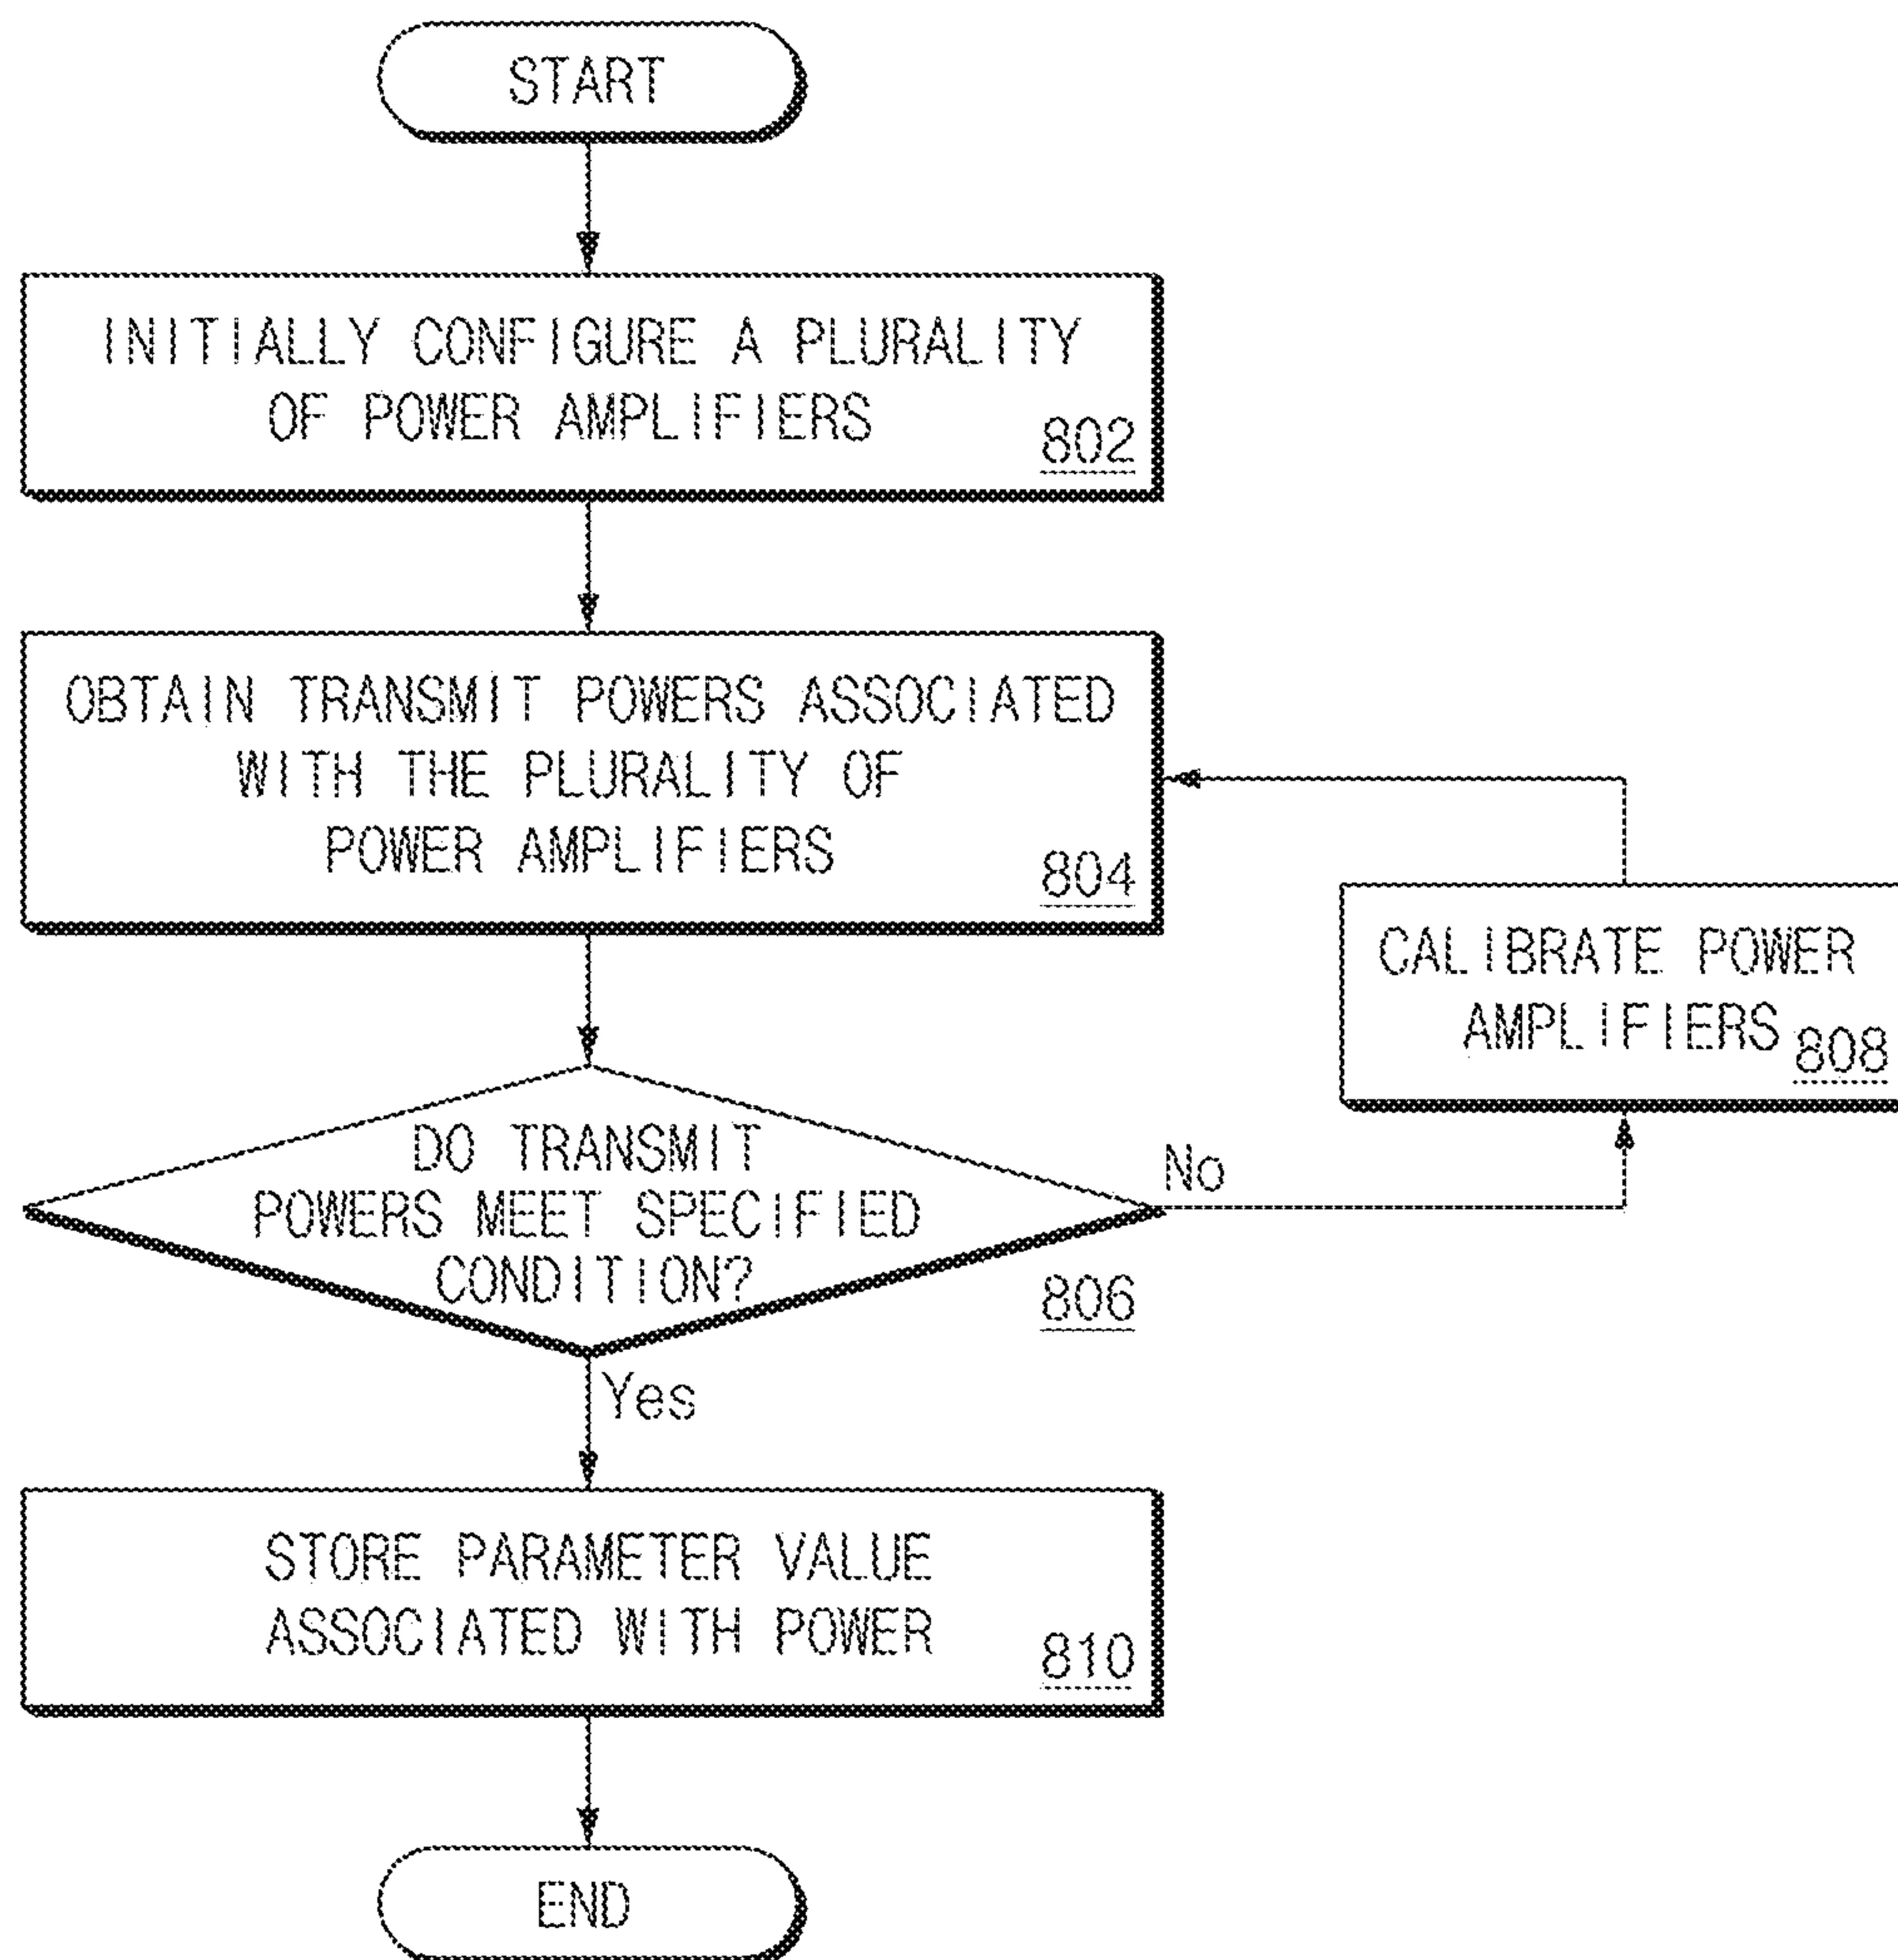 START
INITIALLY CONFIGURE A PLURALITY
OF POWER AMPLIFIERS
802
OBTAIN TRANSMIT POWERS ASSOCIATED
WITH THE PLURALITY OF
POWER AMPLIFIERS
804
CALIBRATE POWER
AMPLIFIERS
808
DO TRANSMIT
POWERS MEET SPECIFIED
CONDITION?
No
806
Yes
STORE PARAMETER VALUE
ASSOCIATED WITH POWER
810
END